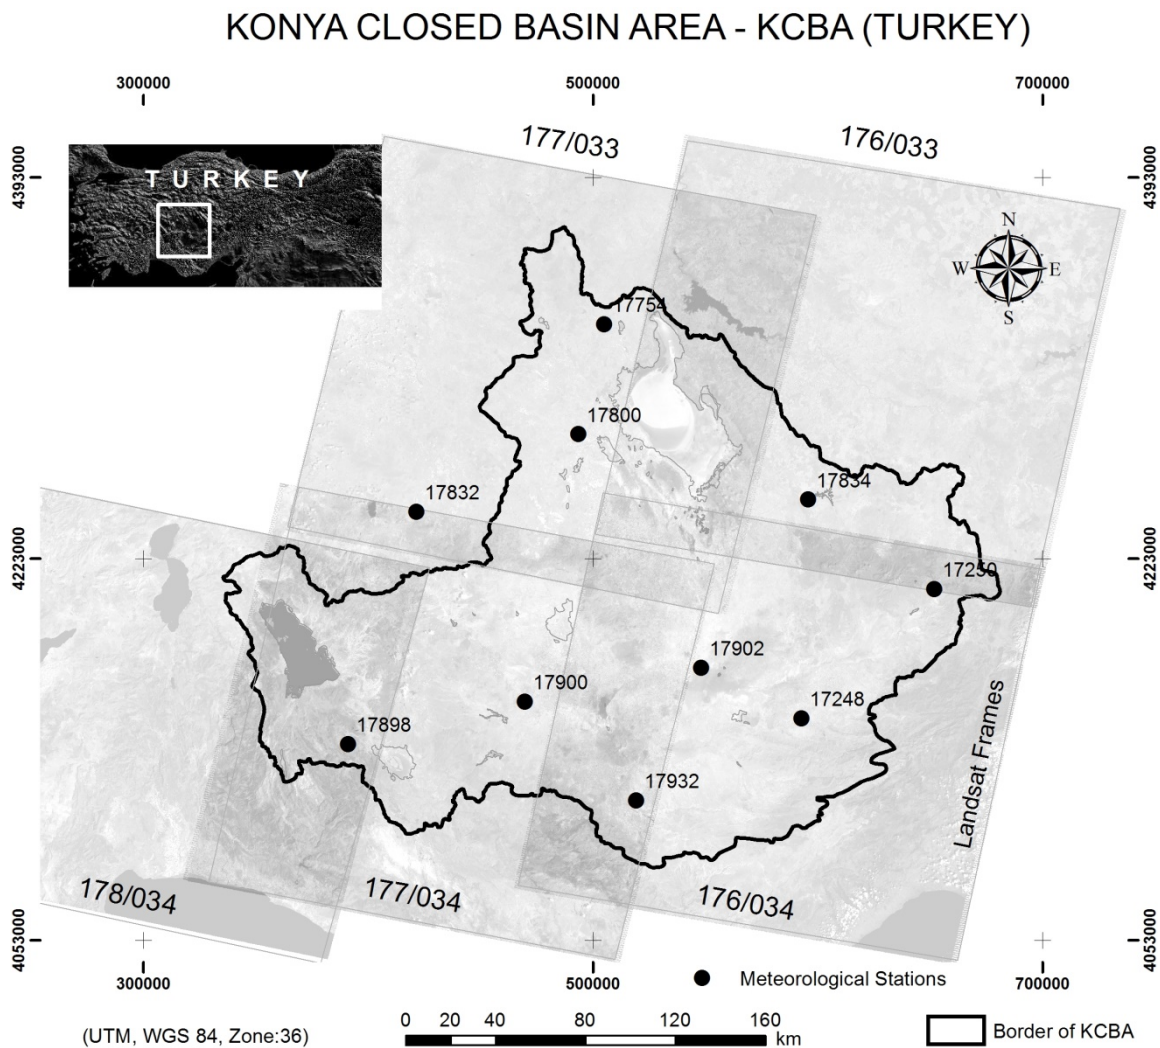 KONYA CLOSED BASIN AREA - KCBA (TURKEY)
300000
500000
700000
177/033
176/033
4393000
4393000
T U R K E Y
N
W
E
S
17754
17800
17832
17834
4223000
4223000
17250
17902
17900
17248
17898
17932
Landsat Frames
178/034
177/034
176/034
4053000
4053000
Meteorological Stations
300000
500000
700000
(UTM, WGS 84, Zone:36)
0 20 40 80 120 160
km
Border of KCBA